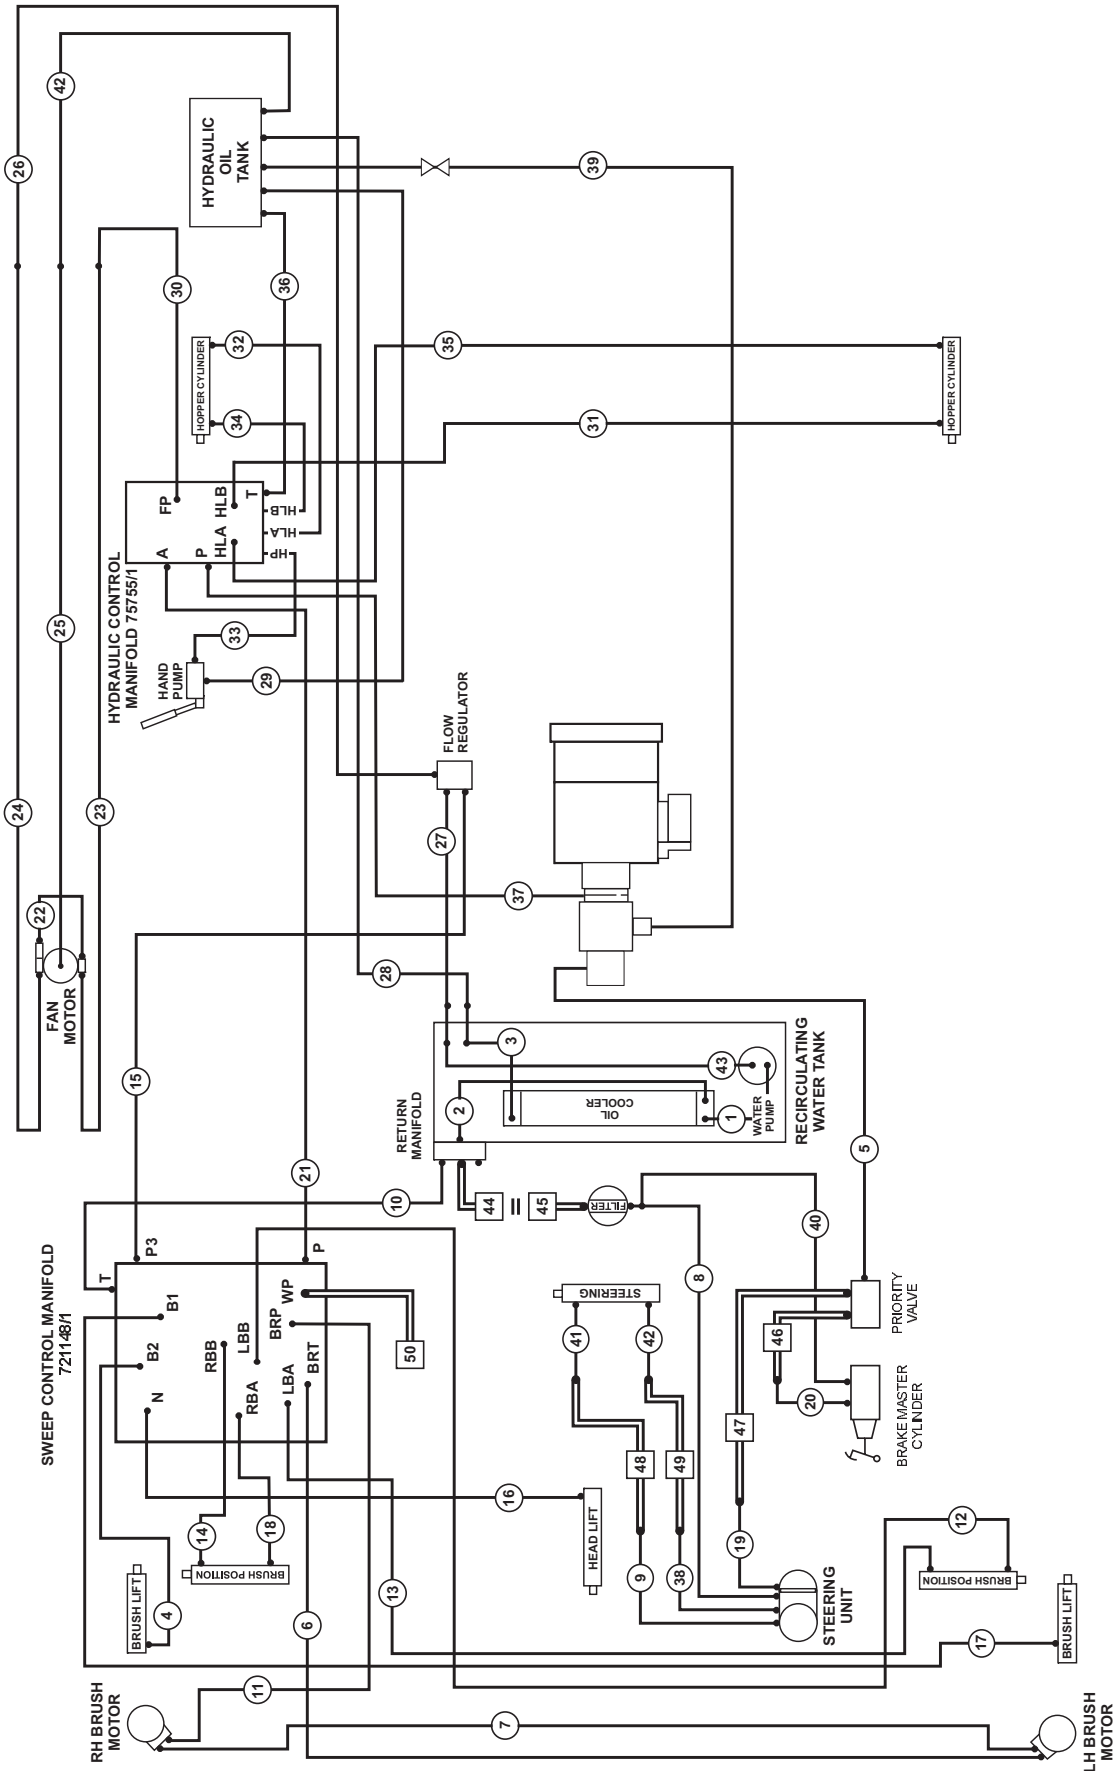 26
42
HYDRAULIC
OIL
TANK
39
30
36
HOPPER CYLINDER
32
34
35
31
HOPPER CYLINDER
HYDRAULIC CONTROL
MANIFOLD 75755/1
FP
A
P
HLA
HLB
T
HLB
HLA
HP
25
33
HAND
PUMP
29
FLOW
REGULATOR
24
23
27
37
22
FAN
MOTOR
28
15
3
43
2
OIL
COOLER
1
WATER
PUMP
RECIRCULATING
WATER TANK
RETURN
MANIFOLD
21
10
44
45
FILTER
5
40
8
SWEEP CONTROL MANIFOLD
721148/1
T
P3
P
B1
B2
N
RBB
LBB
RBA
LBA
BRP
WP
BRT
50
STEERING
41
42
46
PRIORITY
VALVE
20
BRAKE MASTER
CYLINDER
47
48
49
16
HEAD LIFT
14
18
BRUSH POSITION
19
9
38
STEERING
UNIT
12
BRUSH POSITION
BRUSH LIFT
4
13
6
17
BRUSH LIFT
11
RH BRUSH
MOTOR
7
LH BRUSH
MOTOR